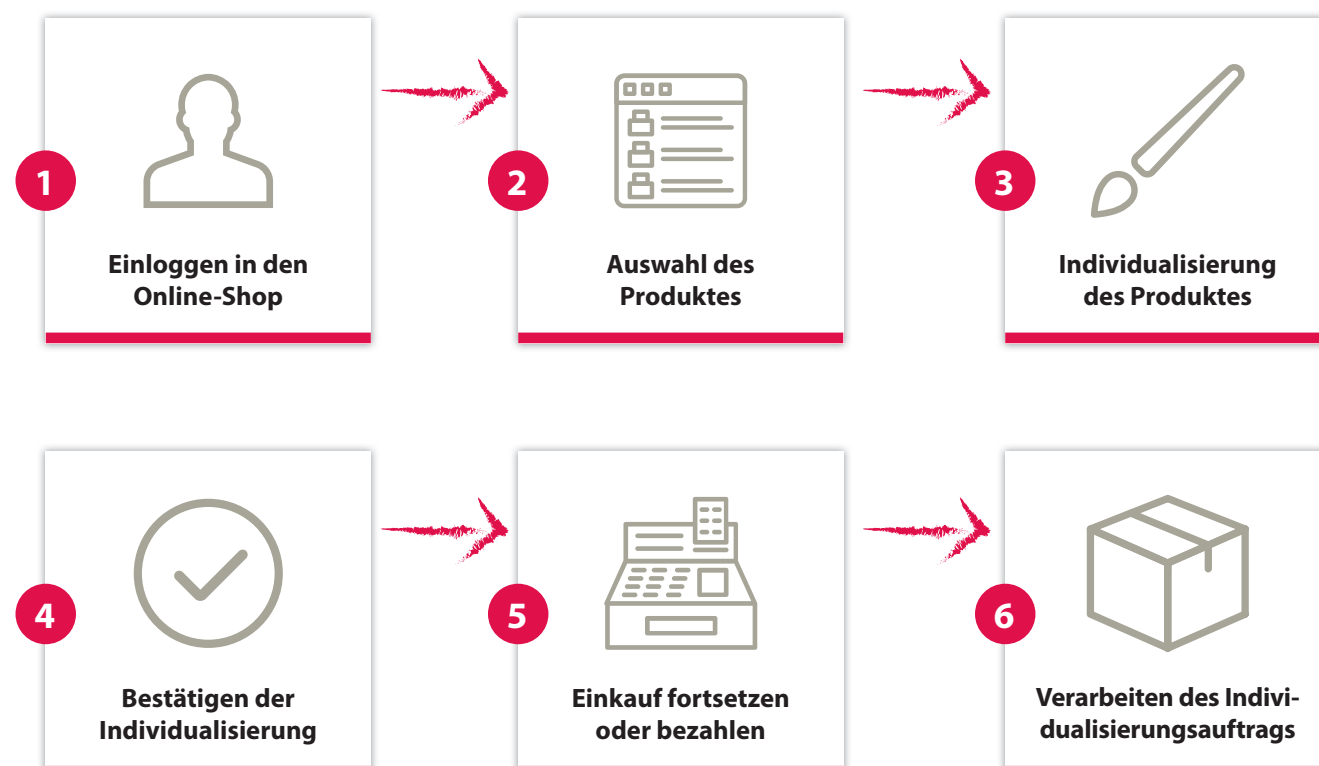 1
Einloggen in den
Online-Shop
2
Auswahl des
Produktes
3
Individualisierung
des Produktes
4
Bestätigen der
Individualisierung
5
Einkauf fortsetzen
oder bezahlen
6
Verarbeiten des Indivi-
dualisierungsauftrags